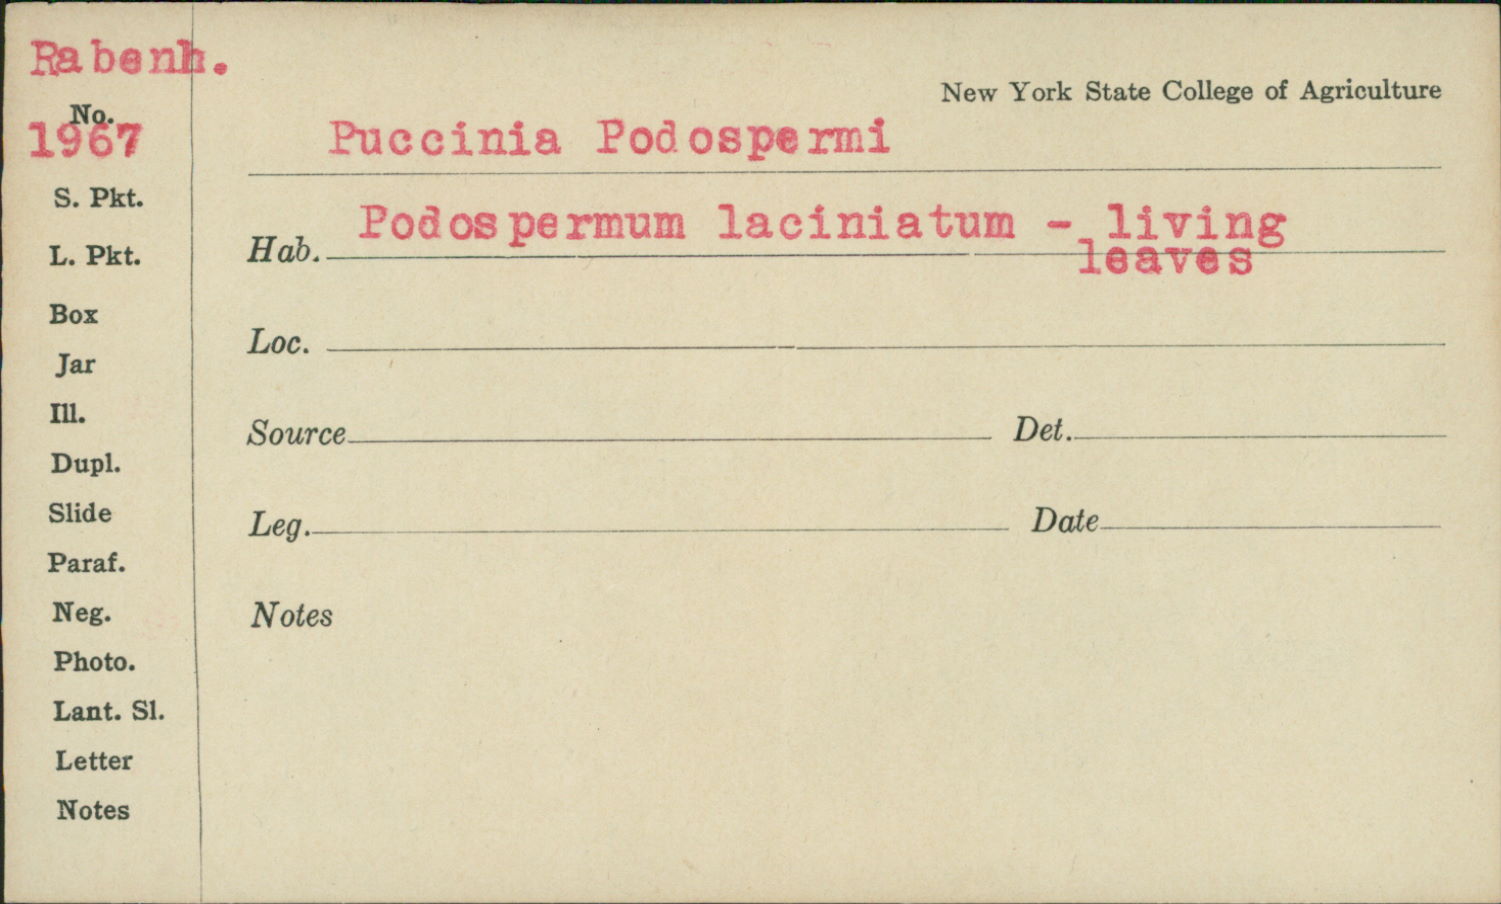 Rabenh.
No.
1967
S. Pkt.
L. Pkt.
Box
Jar
Ill.
Dupl.
Slide
Paraf.
Neg.
Photo.
Lant. Sl.
Letter
Notes
New York State College of Agriculture
Puccinia Podospermi
Hab. Podospermum laciniatum - living
leaves
Loc.
Source Det.
Leg. Date
Notes